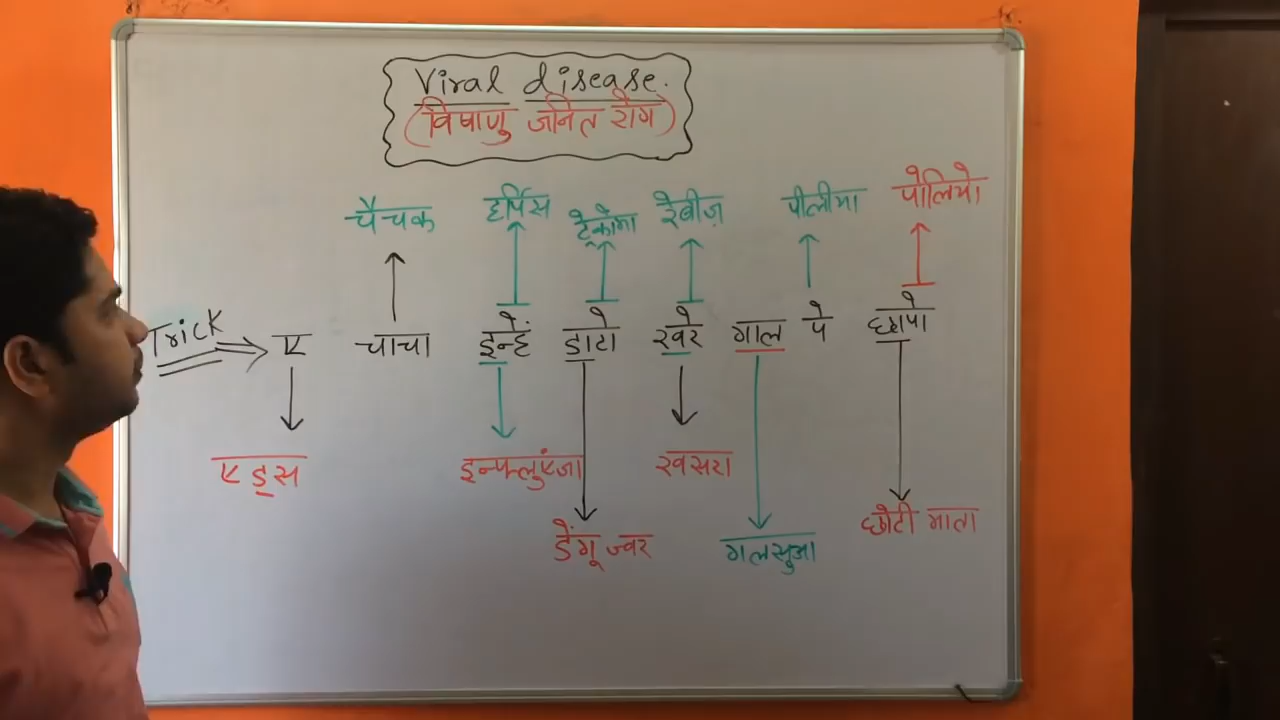 Viral disease.
(विषाणु जनित रोग)
चेचक हर्पिस ट्रेकोमा रेबीज़ पीलीया पोलियो
Trick ए चाचा इन्हें डाटो खरे गाल पे छापो
एड्स इन्फ्लुएंजा खसरा
डेंगू ज्वर गलसुआ छोटी माता